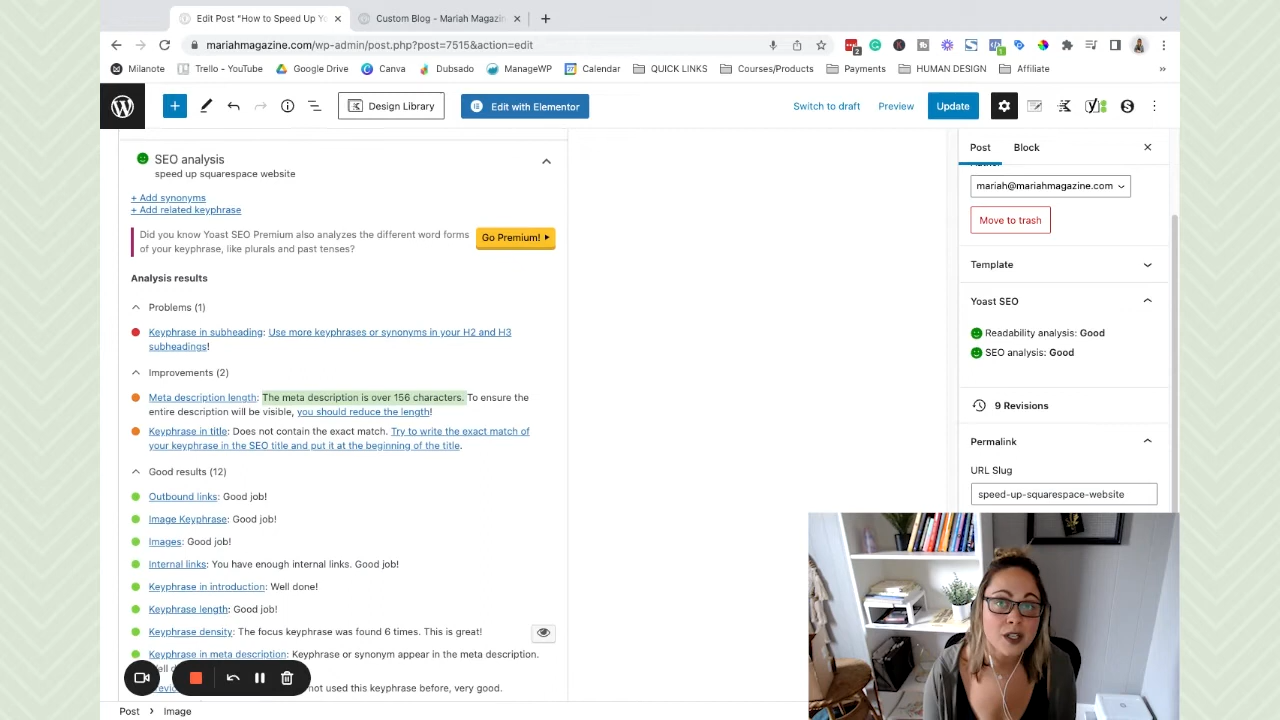 Edit Post "How to Speed Up Yo
Custom Blog - Mariah Magazin
mariahmagazine.com/wp-admin/post.php?post=7515&action=edit
2
1
Milanote
Trello - YouTube
Google Drive
Canva
Dubsado
ManageWP
Calendar
QUICK LINKS
Courses/Products
Payments
HUMAN DESIGN
Affiliate
Design Library
Edit with Elementor
Switch to draft
Preview
Update
SEO analysis
speed up squarespace website
+ Add synonyms
+ Add related keyphrase
Did you know Yoast SEO Premium also analyzes the different word forms
of your keyphrase, like plurals and past tenses?
Go Premium!
Analysis results
Problems (1)
Keyphrase in subheading: Use more keyphrases or synonyms in your H2 and H3
subheadings!
Improvements (2)
Meta description length: The meta description is over 156 characters. To ensure the
entire description will be visible, you should reduce the length!
Keyphrase in title: Does not contain the exact match. Try to write the exact match of
your keyphrase in the SEO title and put it at the beginning of the title.
Good results (12)
Outbound links: Good job!
Image Keyphrase: Good job!
Images: Good job!
Internal links: You have enough internal links. Good job!
Keyphrase in introduction: Well done!
Keyphrase length: Good job!
Keyphrase density: The focus keyphrase was found 6 times. This is great!
Keyphrase in meta description: Keyphrase or synonym appear in the meta description.
not used this keyphrase before, very good.
Post
Image
Post
Block
mariah@mariahmagazine.com
Move to trash
Template
Yoast SEO
Readability analysis: Good
SEO analysis: Good
9 Revisions
Permalink
URL Slug
speed-up-squarespace-website